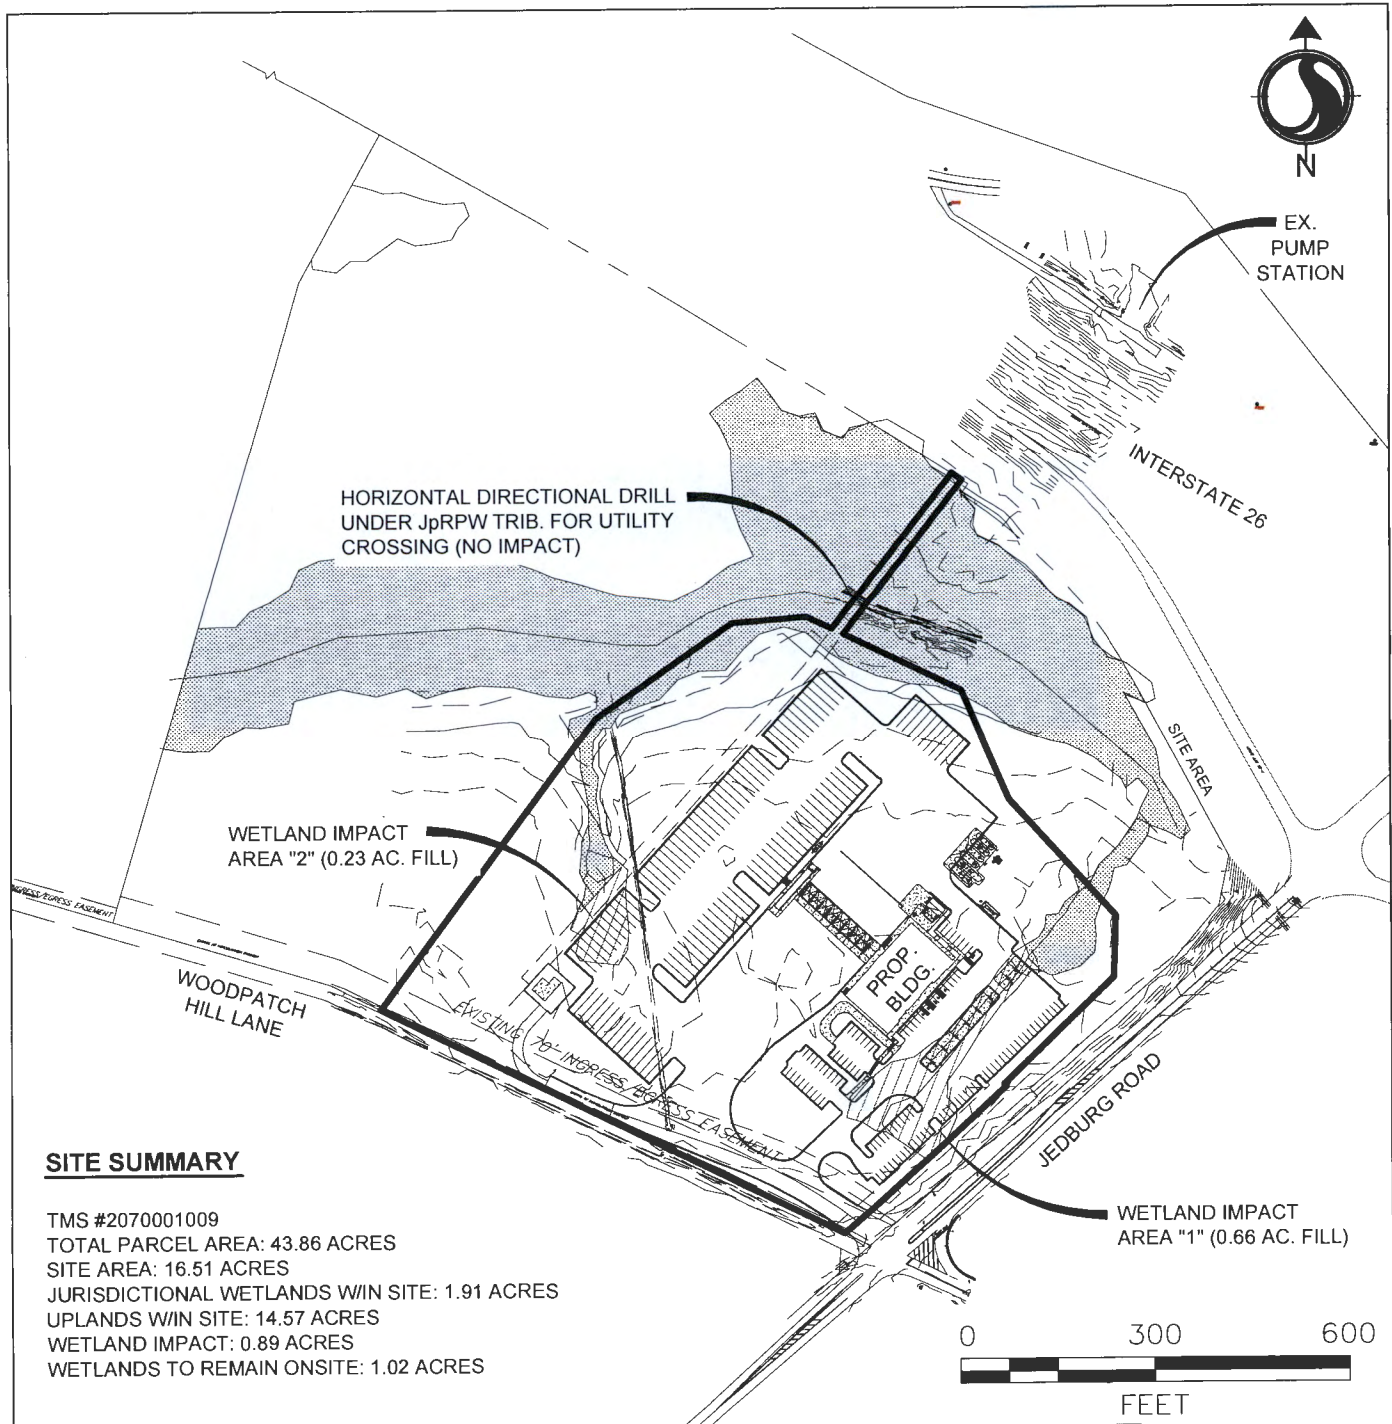 N
EX.
PUMP
STATION
INTERSTATE 26
HORIZONTAL DIRECTIONAL DRILL
UNDER JpRPW TRIB. FOR UTILITY
CROSSING (NO IMPACT)
SITE AREA
WETLAND IMPACT
AREA "2" (0.23 AC. FILL)
INGRESS/EGRESS EASEMENT
WOODPATCH
HILL LANE
EXISTING 70' INGRESS/EGRESS EASEMENT
PROP.
BLDG.
JEDBURG ROAD
WETLAND IMPACT
AREA "1" (0.66 AC. FILL)
SITE SUMMARY
TMS #2070001009
TOTAL PARCEL AREA: 43.86 ACRES
SITE AREA: 16.51 ACRES
JURISDICTIONAL WETLANDS W/IN SITE: 1.91 ACRES
UPLANDS W/IN SITE: 14.57 ACRES
WETLAND IMPACT: 0.89 ACRES
WETLANDS TO REMAIN ONSITE: 1.02 ACRES
0 300 600
FEET